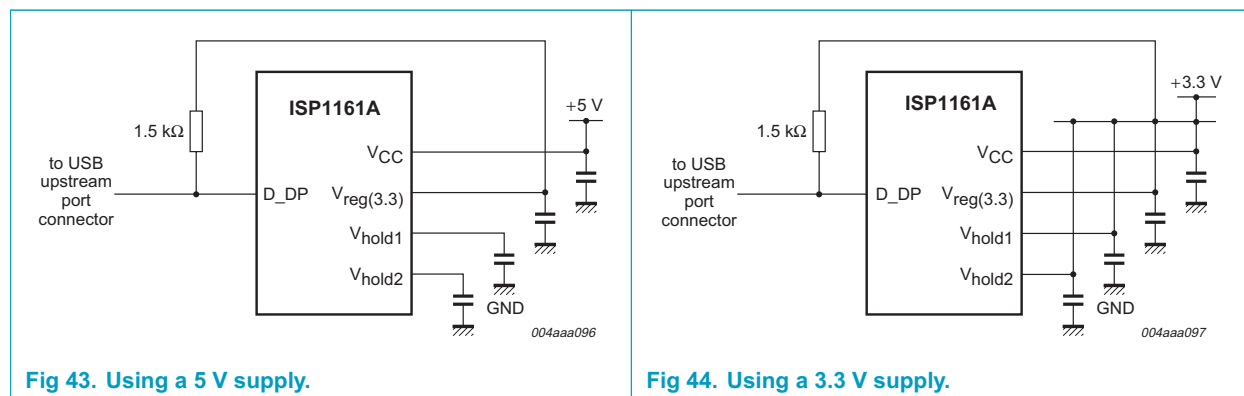 ISP1161A
+5 V
1.5 kΩ
VCC
to USB
upstream
port
connector
D_DP
Vreg(3.3)
Vhold1
Vhold2
GND
004aaa096
Fig 43. Using a 5 V supply.
ISP1161A
+3.3 V
1.5 kΩ
VCC
to USB
upstream
port
connector
D_DP
Vreg(3.3)
Vhold1
Vhold2
GND
004aaa097
Fig 44. Using a 3.3 V supply.